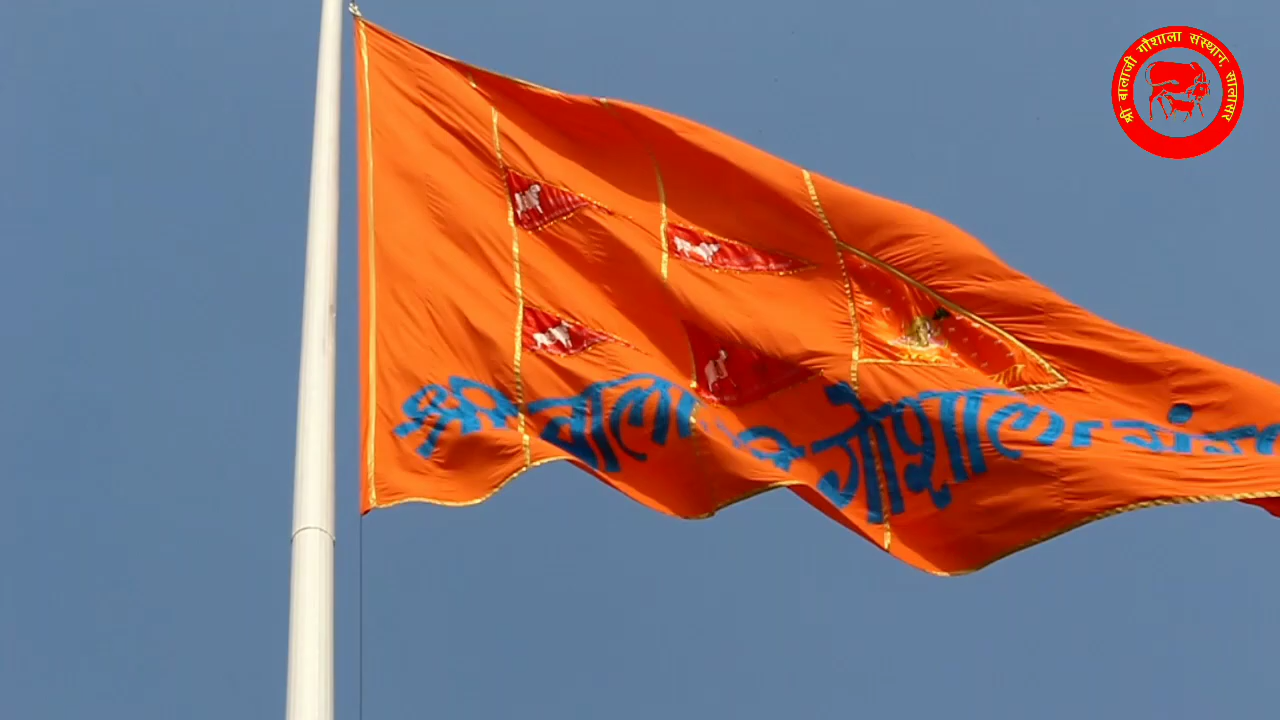 श्री बालाजी गौशाला संस्थान, सालासर
श्री बालाजी गौशाला संस्थान